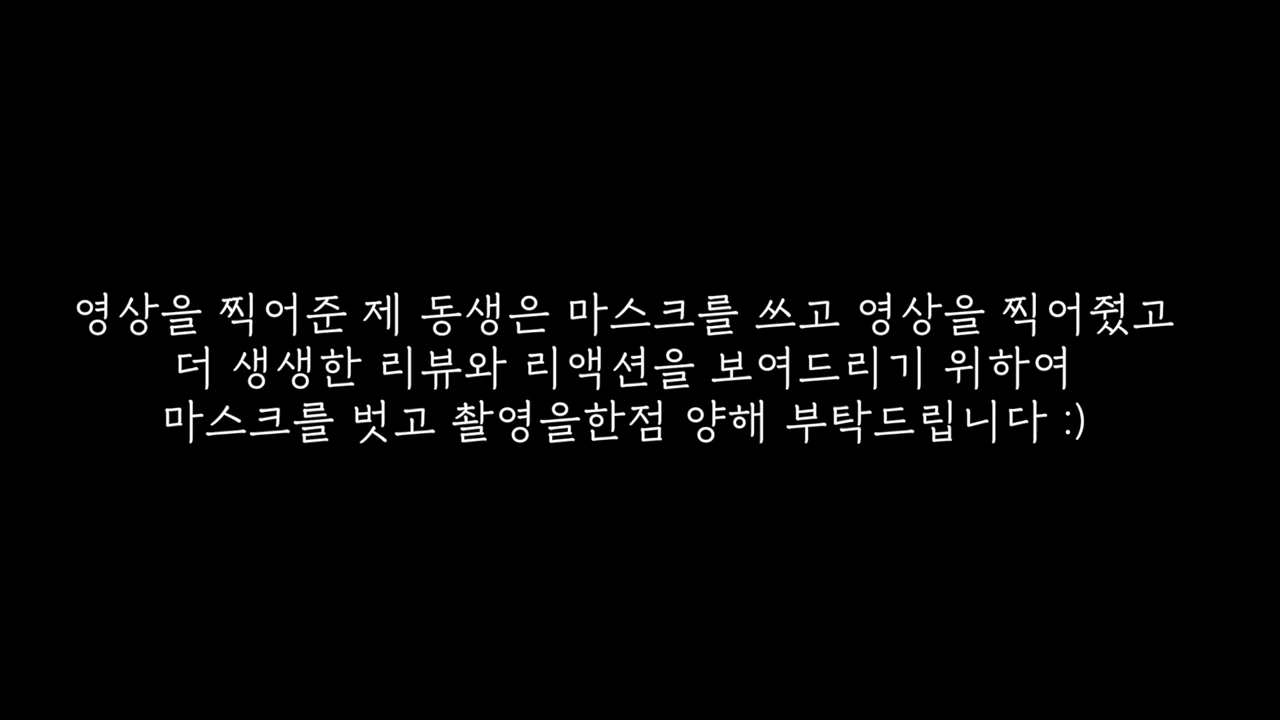 영상을 찍어준 제 동생은 마스크를 쓰고 영상을 찍어줬고
더 생생한 리뷰와 리액션을 보여드리기 위하여
마스크를 벗고 촬영을한점 양해 부탁드립니다 :)